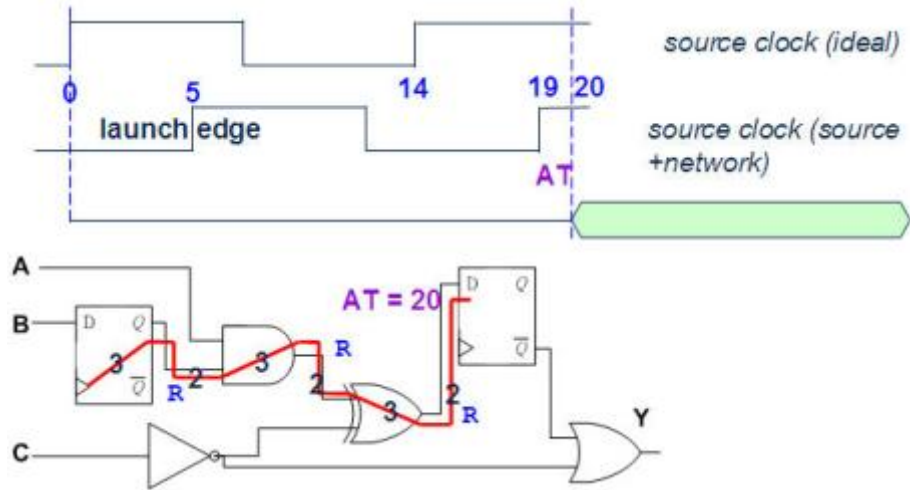 source clock (ideal)
0 5 14 19 20
launch edge
source clock (source
+network)
AT
A
AT = 20
D Q
B
D Q
R
3
3
Q
Q
R
2
2
3
2
R
Y
C